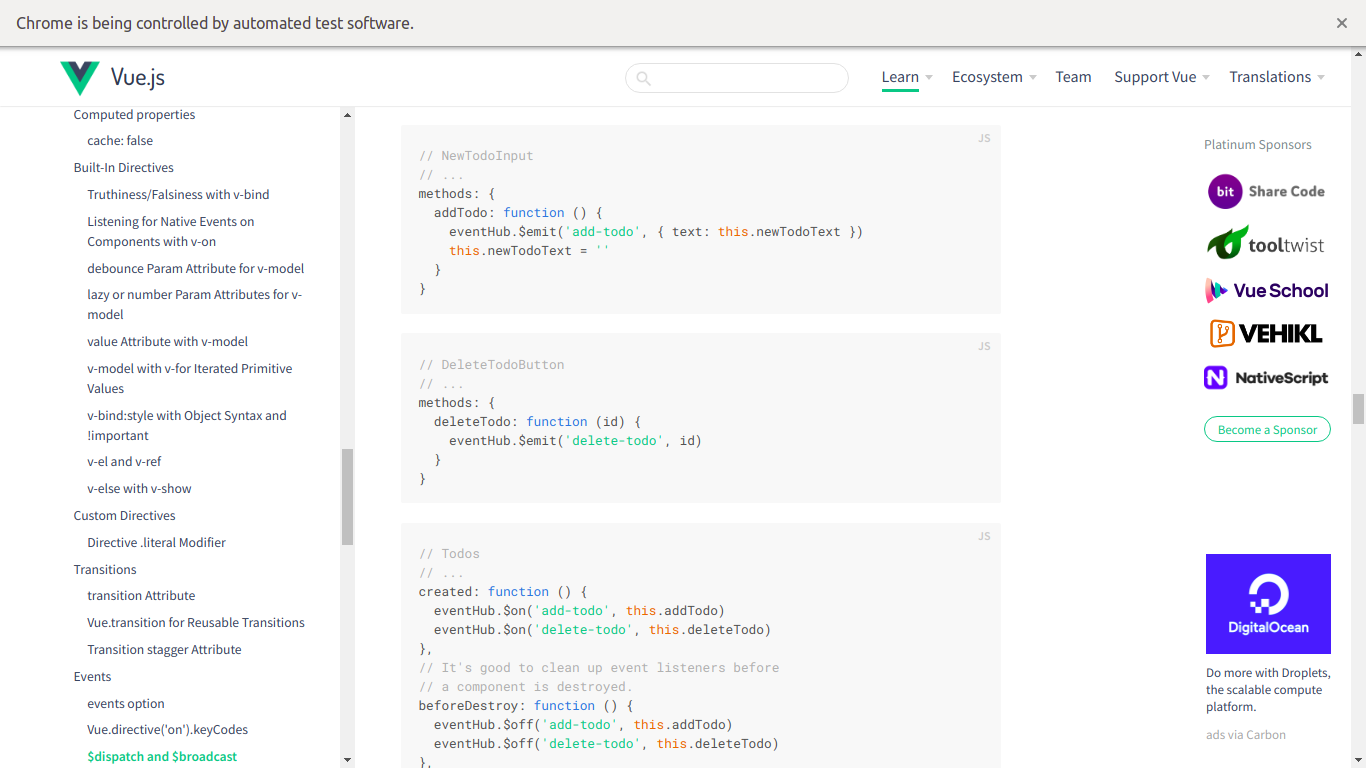 Chrome is being controlled by automated test software.
Vue.js
Learn
Ecosystem
Team
Support Vue
Translations
Computed properties
cache: false
Built-In Directives
Truthiness/Falsiness with v-bind
Listening for Native Events on
Components with v-on
debounce Param Attribute for v-model
lazy or number Param Attributes for v-
model
value Attribute with v-model
v-model with v-for Iterated Primitive
Values
v-bind:style with Object Syntax and
!important
v-el and v-ref
v-else with v-show
Custom Directives
Directive .literal Modifier
Transitions
transition Attribute
Vue.transition for Reusable Transitions
Transition stagger Attribute
Events
events option
Vue.directive('on').keyCodes
$dispatch and $broadcast
JS
// NewTodoInput
// ...
methods: {
  addTodo: function () {
    eventHub.$emit('add-todo', { text: this.newTodoText })
    this.newTodoText = ''
  }
}
JS
// DeleteTodoButton
// ...
methods: {
  deleteTodo: function (id) {
    eventHub.$emit('delete-todo', id)
  }
}
JS
// Todos
// ...
created: function () {
  eventHub.$on('add-todo', this.addTodo)
  eventHub.$on('delete-todo', this.deleteTodo)
},
// It's good to clean up event listeners before
// a component is destroyed.
beforeDestroy: function () {
  eventHub.$off('add-todo', this.addTodo)
  eventHub.$off('delete-todo', this.deleteTodo)
},
Platinum Sponsors
bit Share Code
tooltwist
Vue School
VEHIKL
N NativeScript
Become a Sponsor
DigitalOcean
Do more with Droplets,
the scalable compute
platform.
ads via Carbon